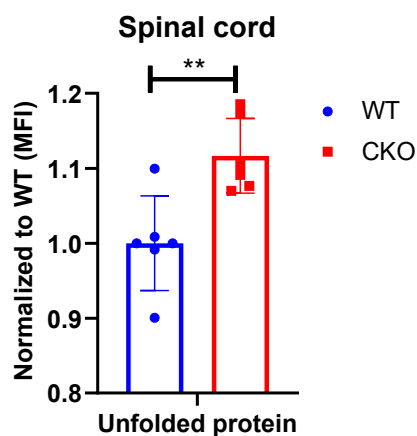 Spinal cord
**
Normalized to WT (MFI)
1.2
1.1
1.0
0.9
0.8
Unfolded protein
WT
CKO